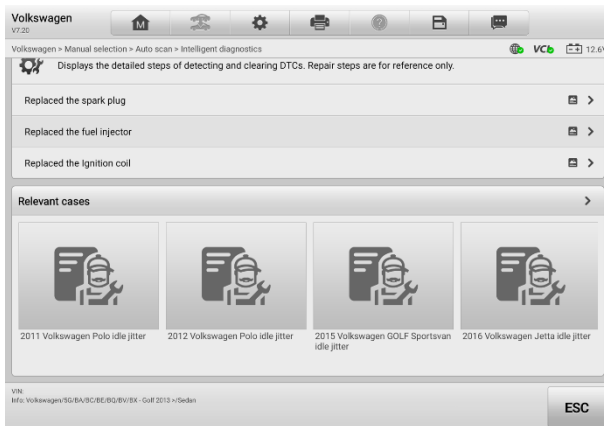 Volkswagen
V7.20
M
?
Volkswagen > Manual selection > Auto scan > Intelligent diagnostics
VCI
12.6V
Displays the detailed steps of detecting and clearing DTCs. Repair steps are for reference only.
Replaced the spark plug
Replaced the fuel injector
Replaced the Ignition coil
Relevant cases
2011 Volkswagen Polo idle jitter
2012 Volkswagen Polo idle jitter
2015 Volkswagen GOLF Sportsvan
idle jitter
2016 Volkswagen Jetta idle jitter
VIN:
Info: Volkswagen/5G/BA/BC/BE/BQ/BV/BX - Golf 2013 >/Sedan
ESC